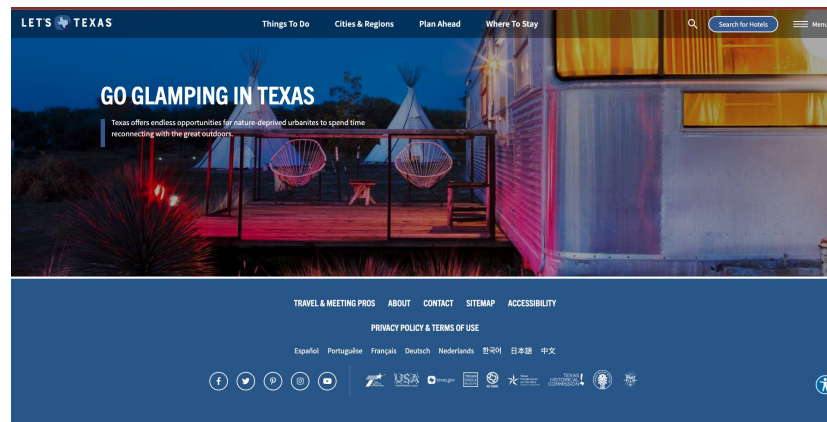 LET'S TEXAS
Things To Do
Cities & Regions
Plan Ahead
Where To Stay
Search for Hotels
Menu
GO GLAMPING IN TEXAS
Texas offers endless opportunities for nature-deprived urbanites to spend time
reconnecting with the great outdoors.
TRAVEL & MEETING PROS ABOUT CONTACT SITEMAP ACCESSIBILITY
PRIVACY POLICY & TERMS OF USE
Español Português Français Deutsch Nederlands 한국어 日本語 中文
USA texas.gov
TEXAS
HISTORICAL
COMMISSION